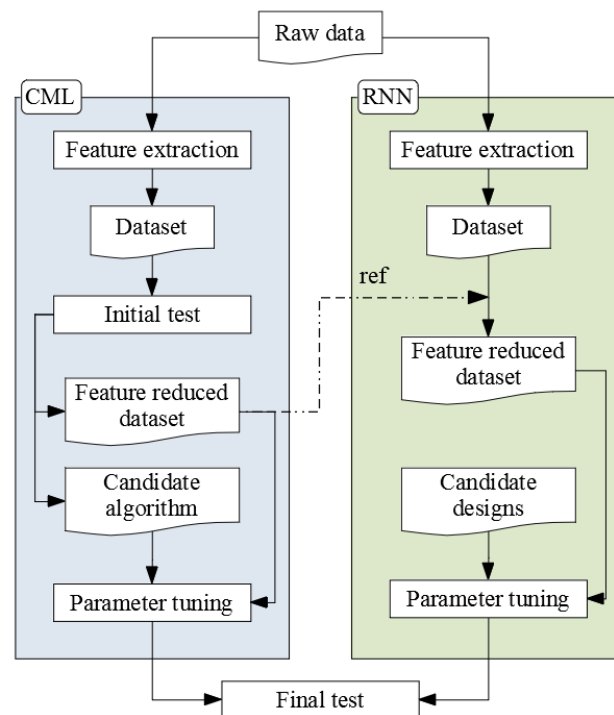 Raw data
CML
Feature extraction
Dataset
Initial test
Feature reduced
dataset
Candidate
algorithm
Parameter tuning
ref
RNN
Feature extraction
Dataset
Feature reduced
dataset
Candidate
designs
Parameter tuning
Final test